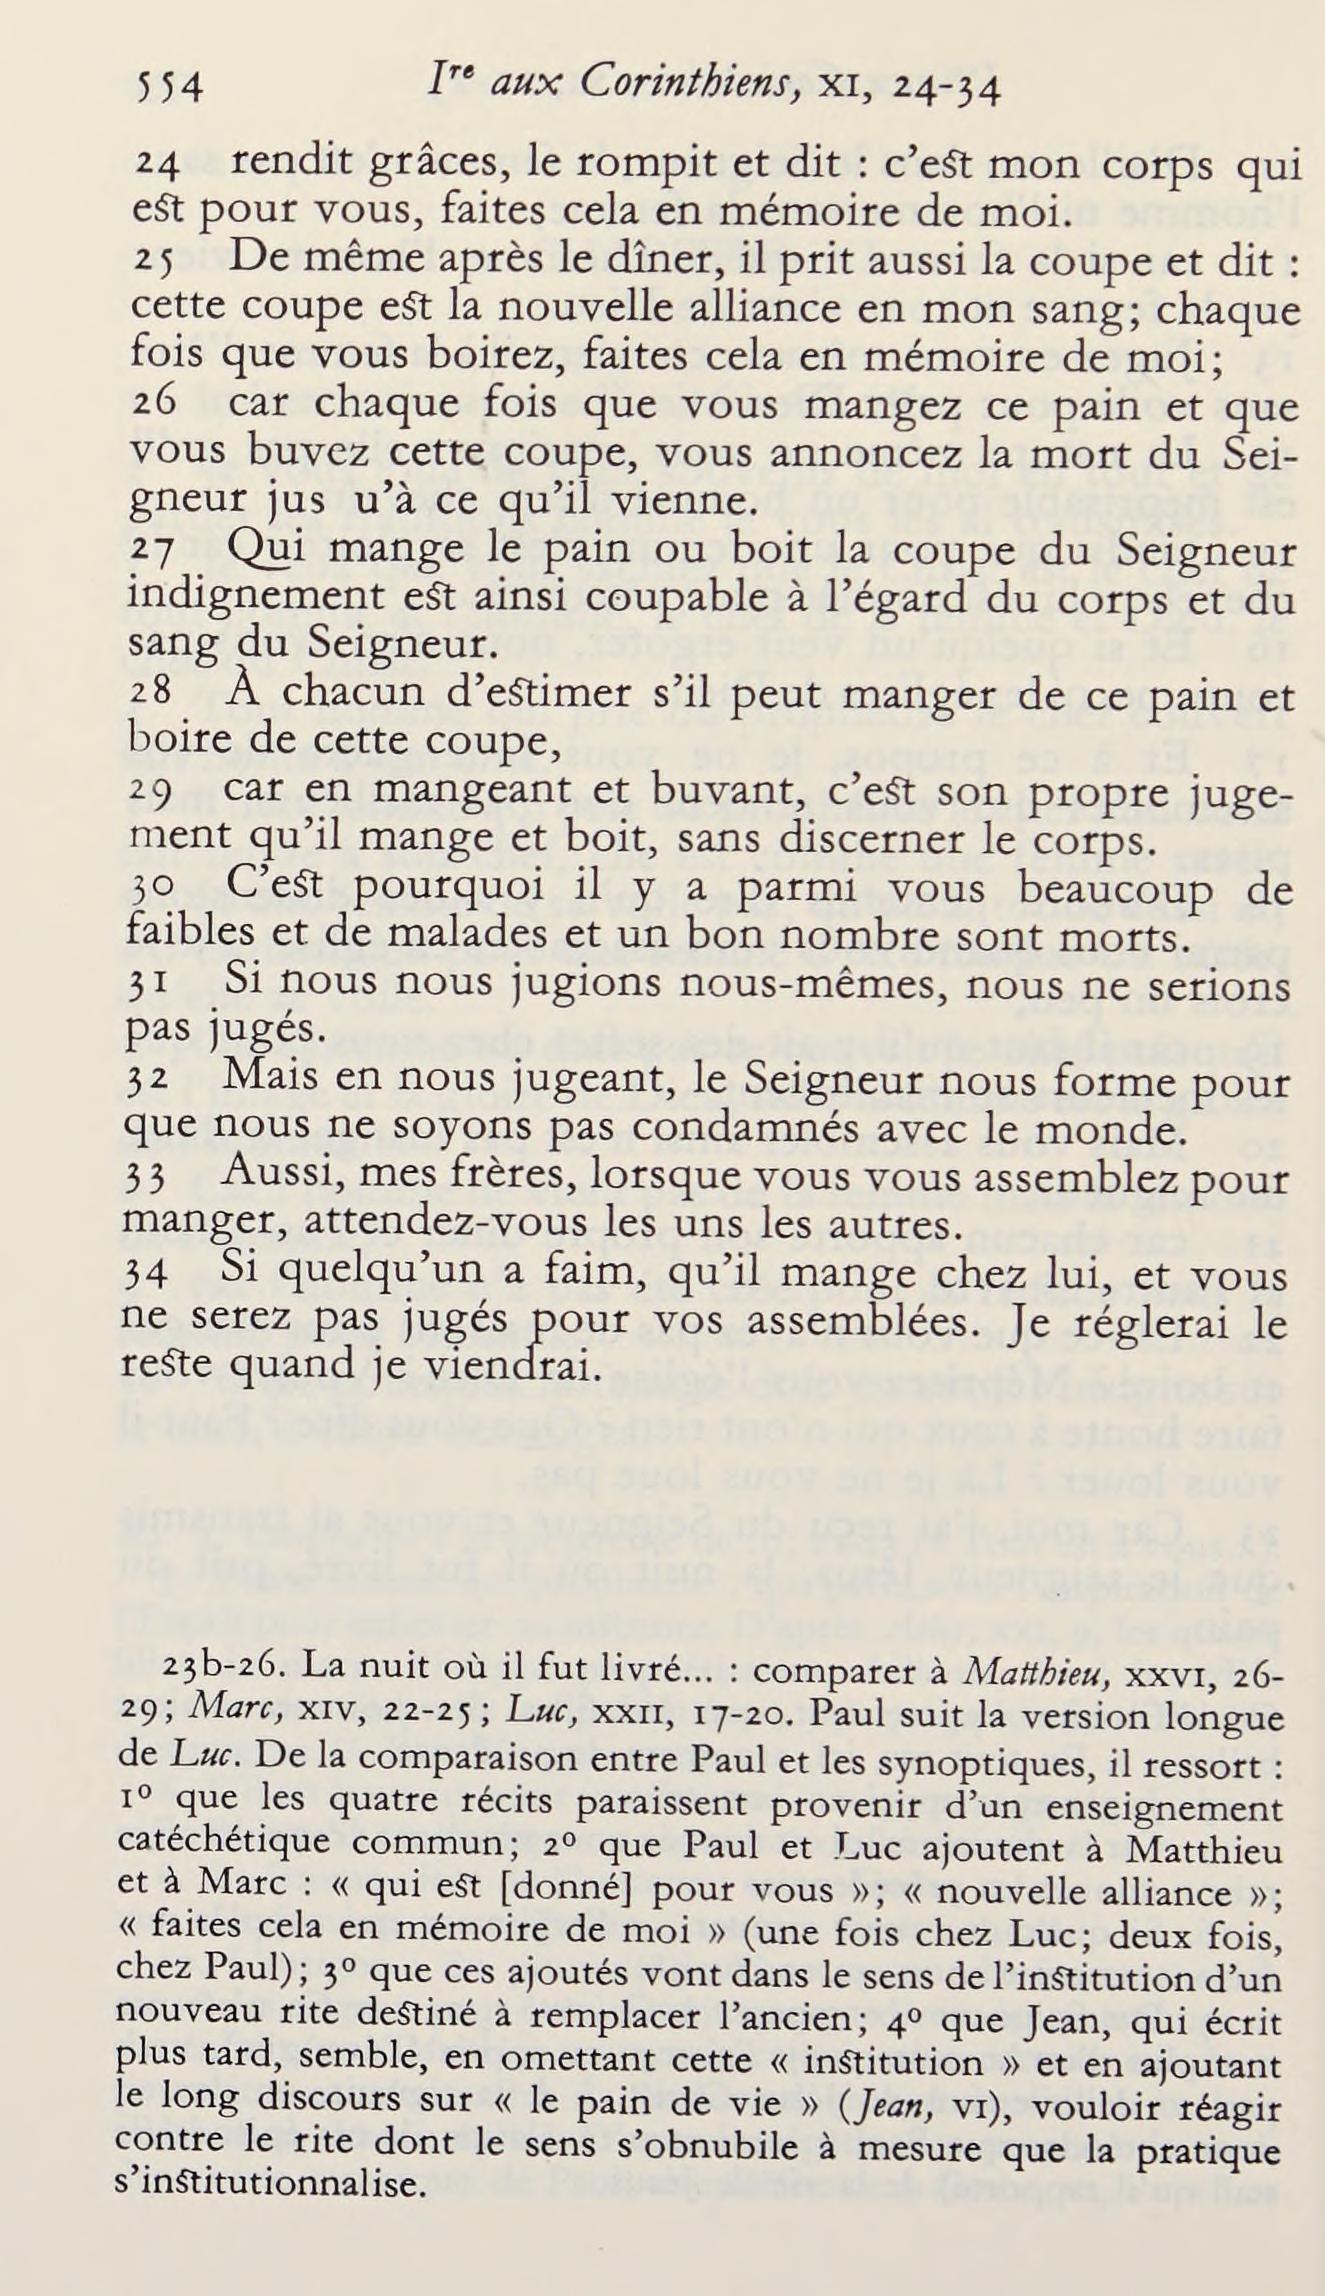 554 Ire aux Corinthiens, XI, 24-34
24 rendit grâces, le rompit et dit : c'est mon corps qui
est pour vous, faites cela en mémoire de moi.
25 De même après le dîner, il prit aussi la coupe et dit :
cette coupe est la nouvelle alliance en mon sang; chaque
fois que vous boirez, faites cela en mémoire de moi;
26 car chaque fois que vous mangez ce pain et que
vous buvez cette coupe, vous annoncez la mort du Sei-
gneur jus u'à ce qu'il vienne.
27 Qui mange le pain ou boit la coupe du Seigneur
indignement est ainsi coupable à l'égard du corps et du
sang du Seigneur.
28 À chacun d'estimer s'il peut manger de ce pain et
boire de cette coupe,
29 car en mangeant et buvant, c'est son propre juge-
ment qu'il mange et boit, sans discerner le corps.
30 C'est pourquoi il y a parmi vous beaucoup de
faibles et de malades et un bon nombre sont morts.
31 Si nous nous jugions nous-mêmes, nous ne serions
pas jugés.
32 Mais en nous jugeant, le Seigneur nous forme pour
que nous ne soyons pas condamnés avec le monde.
33 Aussi, mes frères, lorsque vous vous assemblez pour
manger, attendez-vous les uns les autres.
34 Si quelqu'un a faim, qu'il mange chez lui, et vous
ne serez pas jugés pour vos assemblées. Je réglerai le
reste quand je viendrai.
23b-26. La nuit où il fut livré... : comparer à Matthieu, XXVI, 26-
29; Marc, XIV, 22-25; Luc, XXII, 17-20. Paul suit la version longue
de Luc. De la comparaison entre Paul et les synoptiques, il ressort :
1º que les quatre récits paraissent provenir d'un enseignement
catéchétique commun; 2º que Paul et Luc ajoutent à Matthieu
et à Marc : « qui est [donné] pour vous »; « nouvelle alliance »;
« faites cela en mémoire de moi » (une fois chez Luc; deux fois,
chez Paul); 3º que ces ajoutés vont dans le sens de l'institution d'un
nouveau rite destiné à remplacer l'ancien; 4º que Jean, qui écrit
plus tard, semble, en omettant cette « institution » et en ajoutant
le long discours sur « le pain de vie » (Jean, VI), vouloir réagir
contre le rite dont le sens s'obnubile à mesure que la pratique
s'institutionnalise.